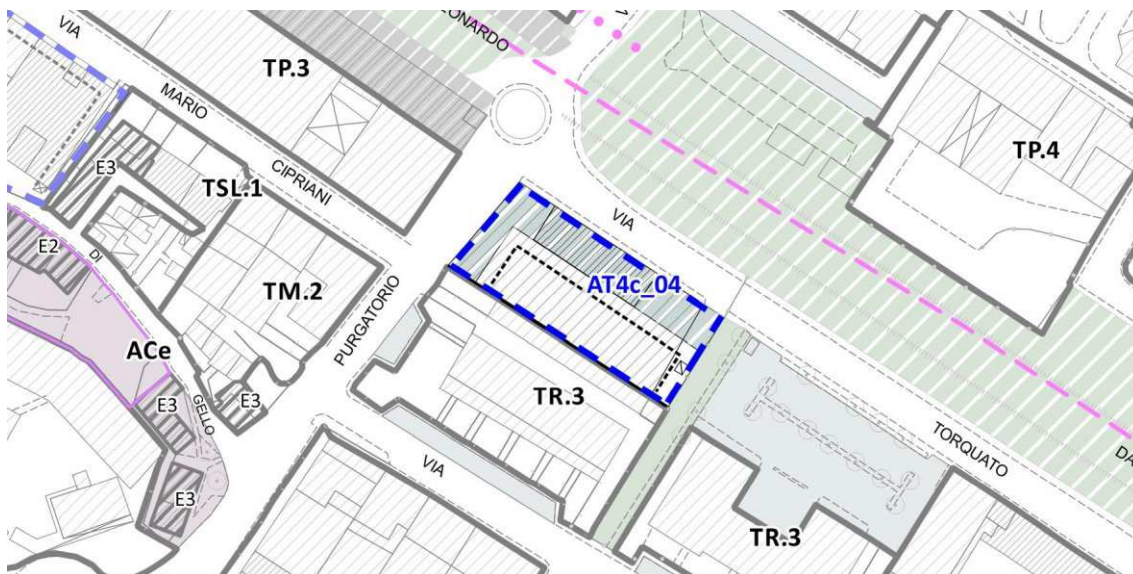 VIA
MARIO
CIPRIANI
TP.3
ONARDO
TP.4
E3
TSL.1
VIA
E2
DI
TM.2
AT4c_04
PURGATORIO
ACe
E3
GELLO
E3
TR.3
E3
VIA
TORQUATO
DA
TR.3